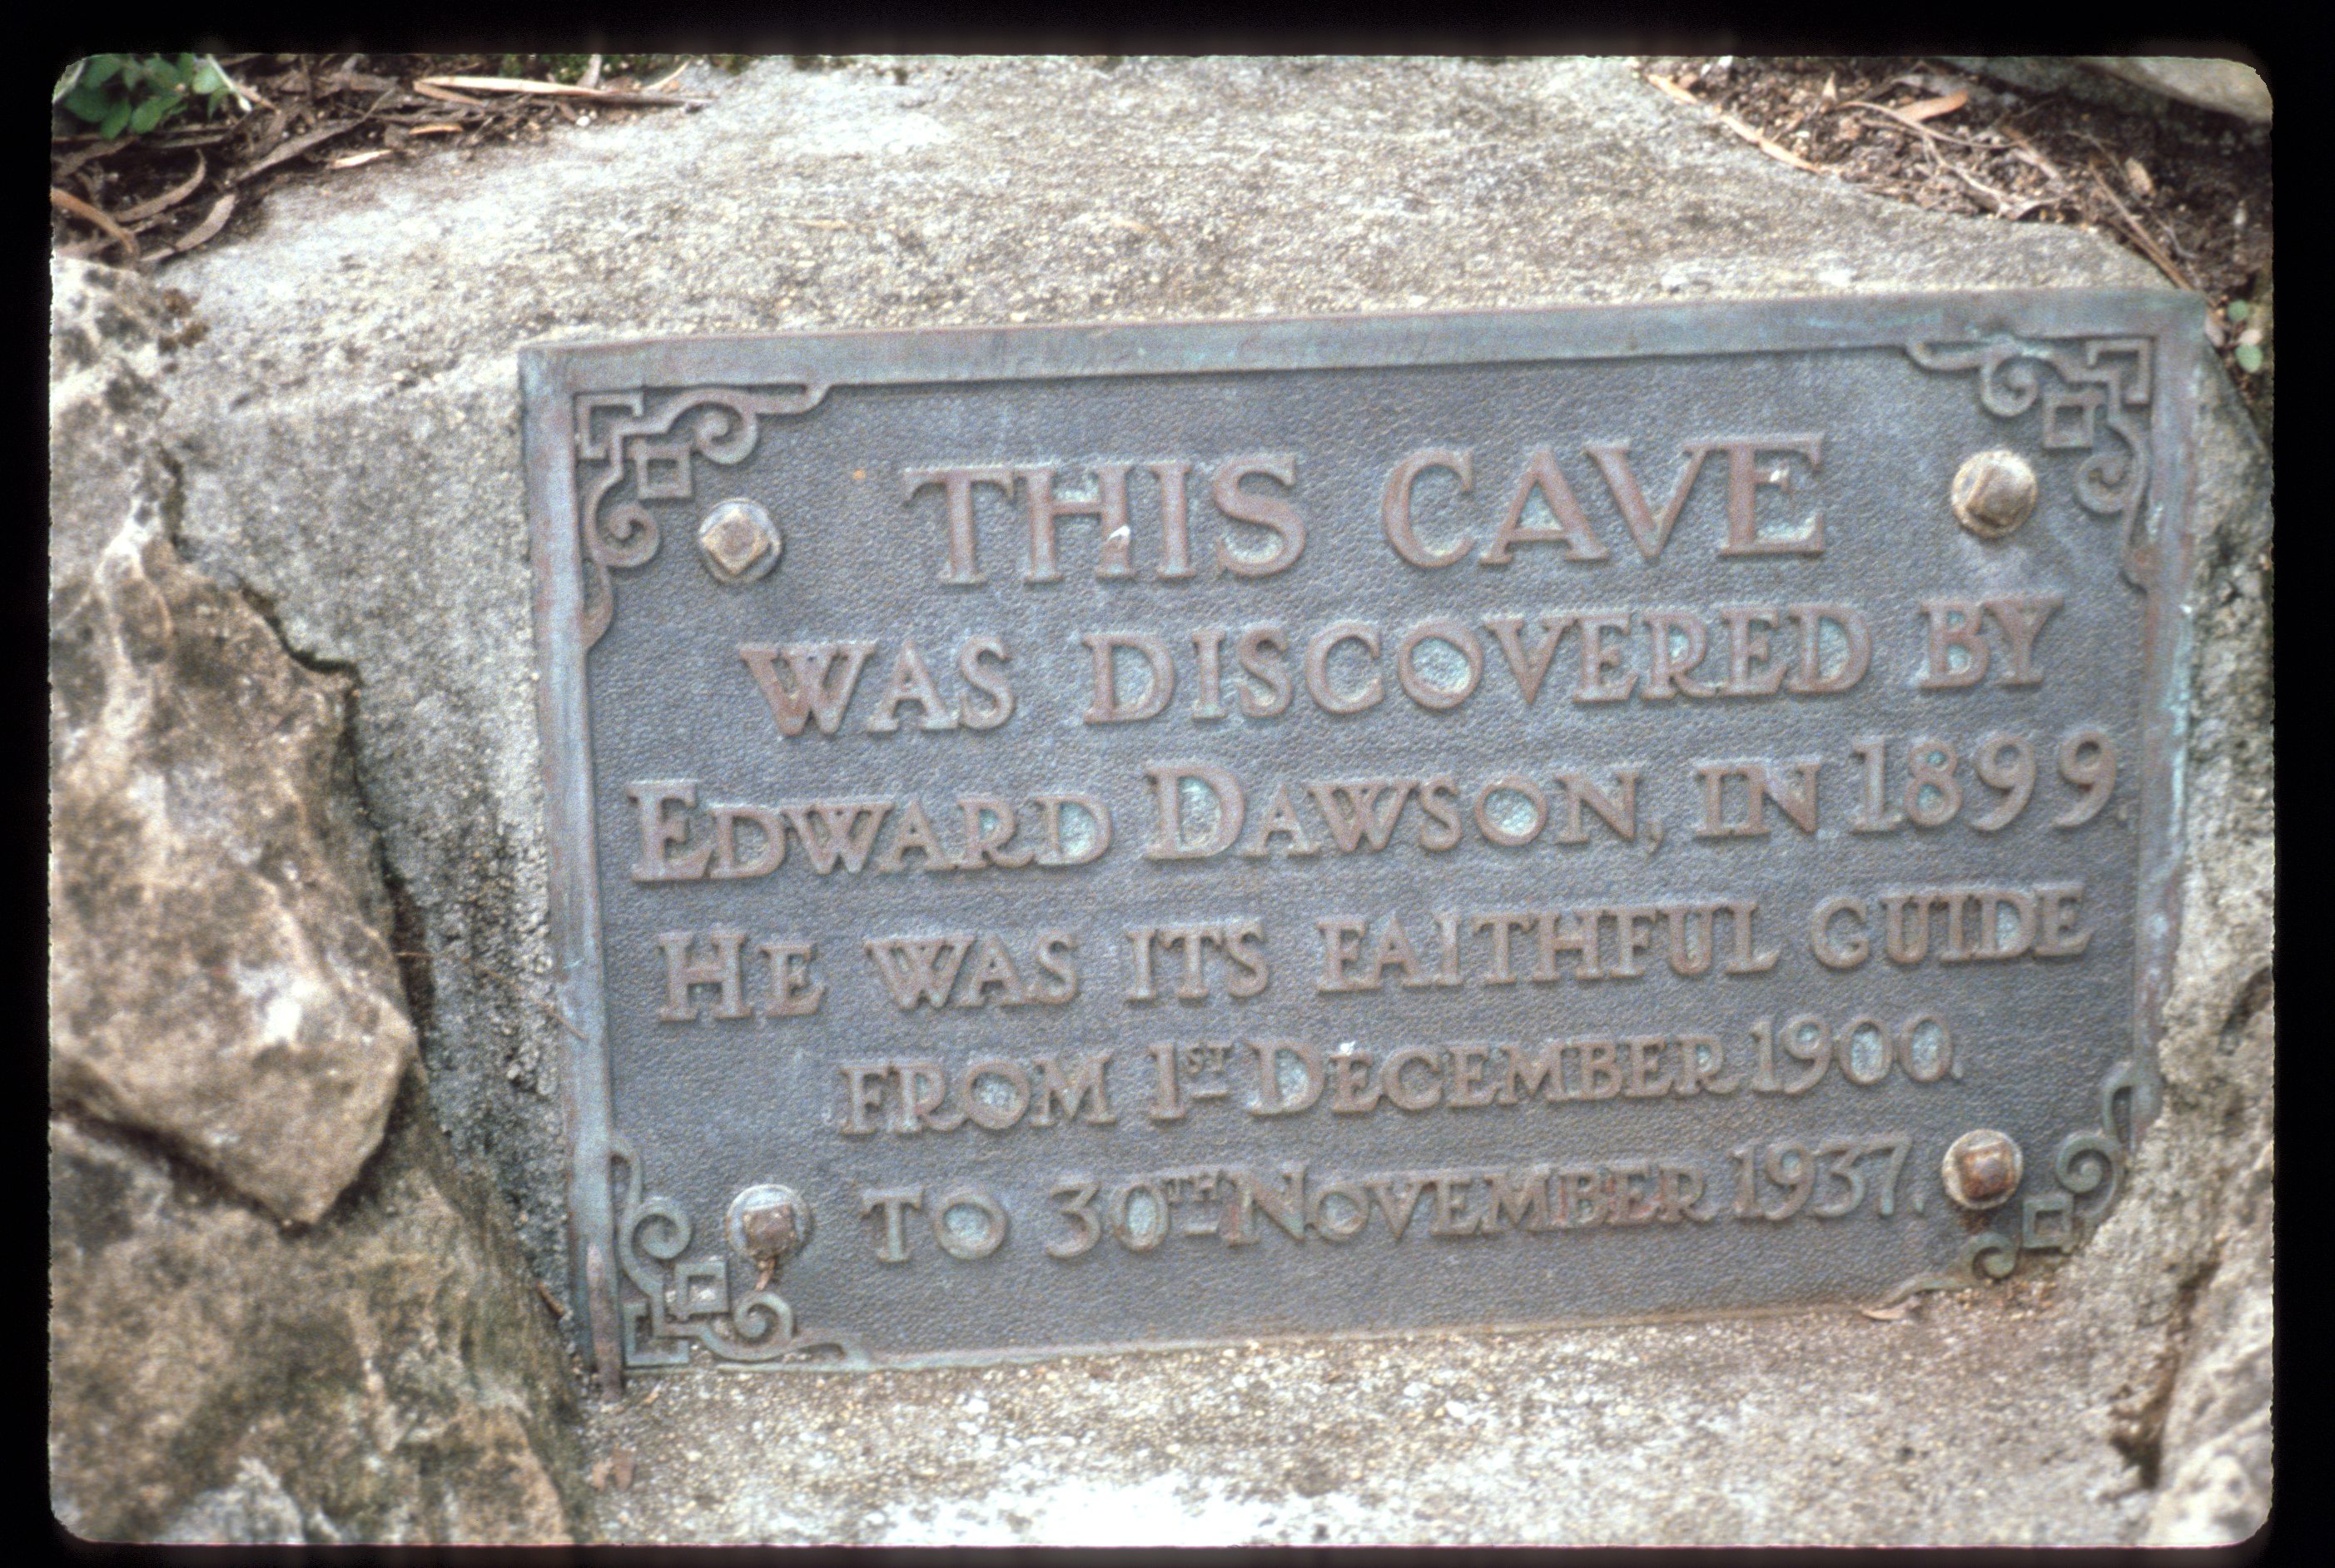 THIS CAVE
WAS DISCOVERED BY
EDWARD DAWSON, IN 1899
HE WAS ITS FAITHFUL GUIDE
FROM 1ST DECEMBER 1900.
TO 30TH NOVEMBER 1937.